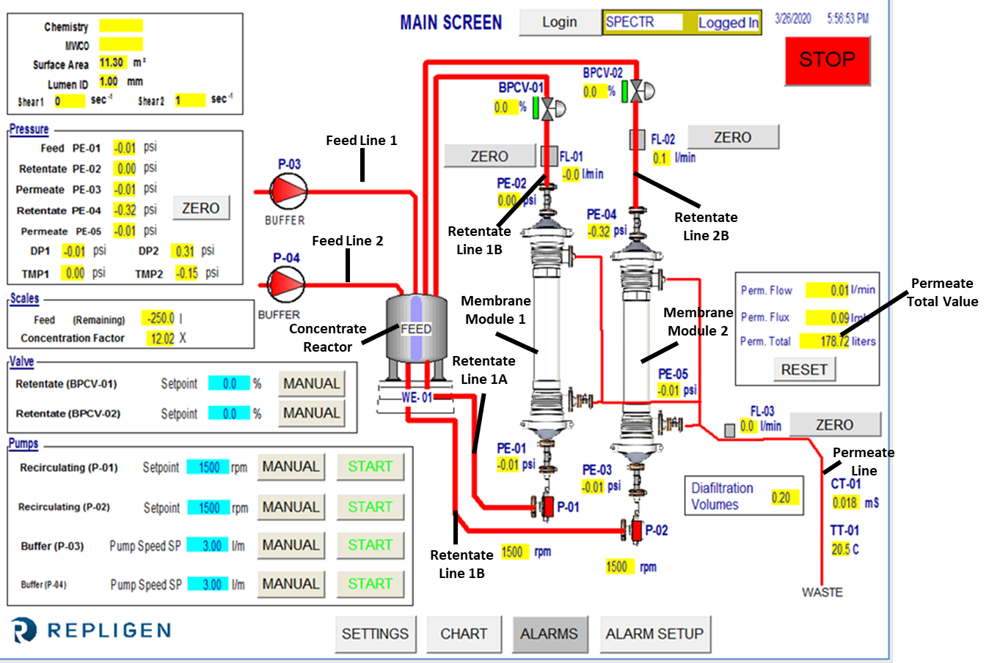 MAIN SCREEN
Login
SPECTR
Logged In
3/26/2020
5:56:53 PM
STOP
Chemistry
MWCO
Surface Area 11.30 m²
Lumen ID 1.00 mm
Shear1 0 sec⁻¹ Shear2 1 sec⁻¹
Pressure
Feed PE-01 -0.01 psi
Retentate PE-02 0.00 psi
Permeate PE-03 -0.01 psi
Retentate PE-04 -0.32 psi
Permeate PE-05 -0.01 psi
ZERO
DP1 -0.01 psi DP2 0.31 psi
TMP1 0.00 psi TMP2 -0.15 psi
Scales
Feed (Remaining) -250.0 l
Concentration Factor 12.02 X
Valve
Retentate (BPCV-01) Setpoint 0.0 % MANUAL
Retentate (BPCV-02) Setpoint 0.0 % MANUAL
Pumps
Recirculating (P-01) Setpoint 1500 rpm MANUAL START
Recirculating (P-02) Setpoint 1500 rpm MANUAL START
Buffer (P-03) Pump Speed SP 3.00 l/m MANUAL START
Buffer (P-04) Pump Speed SP 3.00 l/m MANUAL START
Feed Line 1
P-03
BUFFER
Feed Line 2
P-04
BUFFER
Concentrate
Reactor
FEED
WE-01
BPCV-01
0.0 %
BPCV-02
0.0 %
ZERO
FL-01
-0.0 l/min
PE-02
0.00 psi
FL-02
0.1 l/min
ZERO
PE-04
-0.32 psi
Retentate
Line 1B
Retentate
Line 2B
Membrane
Module 1
Membrane
Module 2
Retentate
Line 1A
PE-05
-0.01 psi
PE-01
-0.01 psi
PE-03
-0.01 psi
P-01
P-02
Retentate
Line 1B
1500 rpm
1500 rpm
Perm. Flow 0.01 l/min
Perm. Flux 0.09 lmh
Perm. Total 178.72 liters
RESET
Permeate
Total Value
FL-03
0.0 l/min
ZERO
Permeate
Line
Diafiltration
Volumes
0.20
CT-01
0.018 mS
TT-01
20.5 C
WASTE
REPLIGEN
SETTINGS
CHART
ALARMS
ALARM SETUP